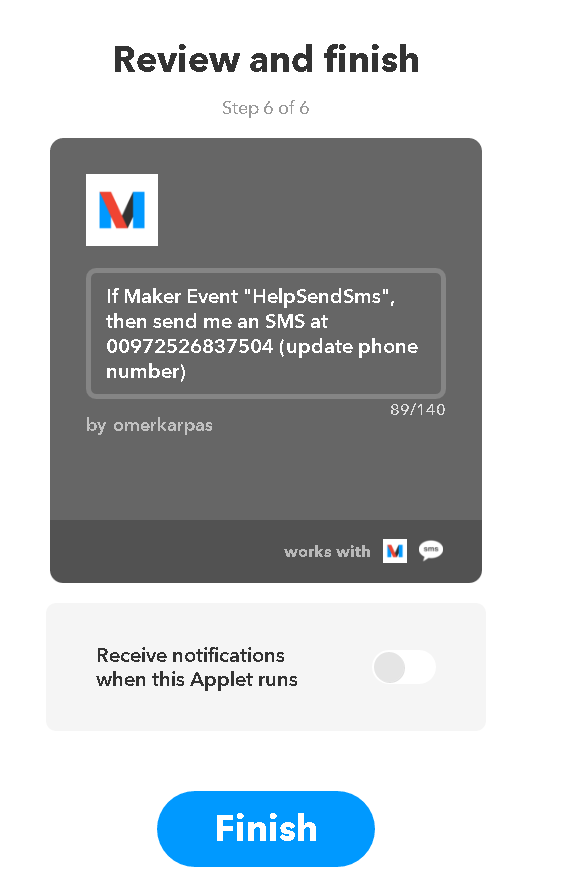 Review and finish
Step 6 of 6
If Maker Event "HelpSendSms",
then send me an SMS at
00972526837504 (update phone
number)
89/140
by omerkarpas
works with
sms
Receive notifications
when this Applet runs
Finish